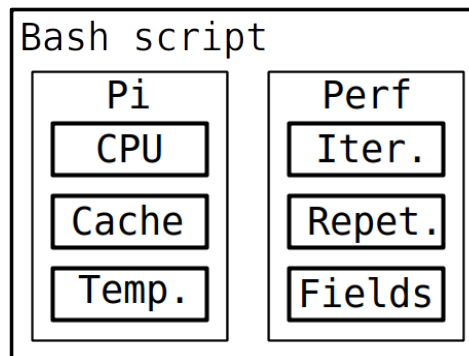 Bash script
Pi
CPU
Cache
Temp.
Perf
Iter.
Repet.
Fields